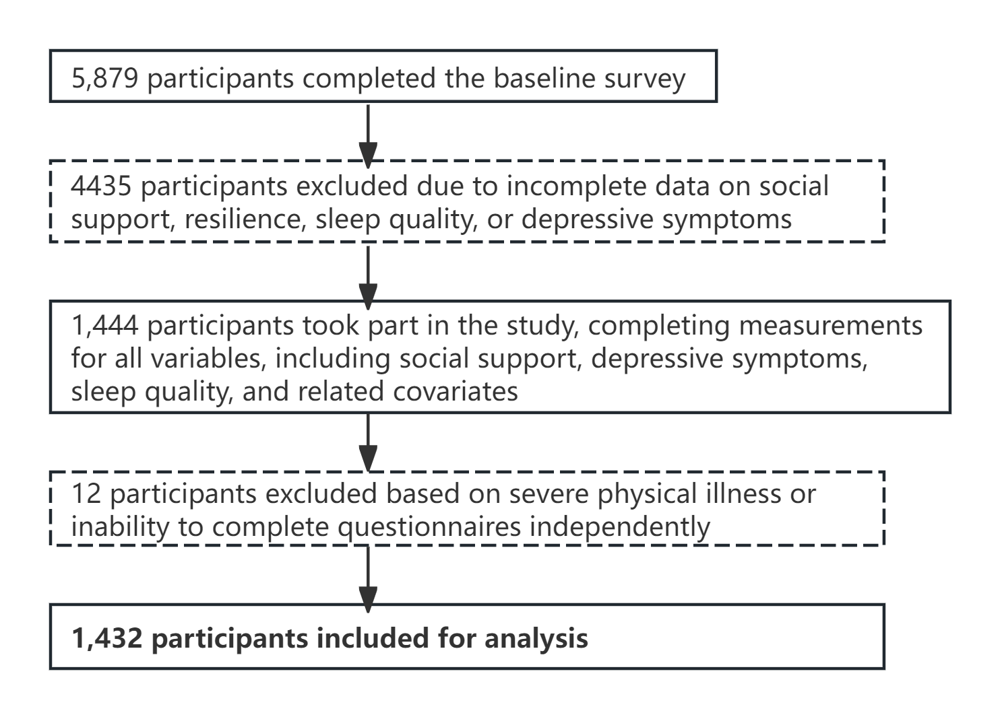 5,879 participants completed the baseline survey
4435 participants excluded due to incomplete data on social
support, resilience, sleep quality, or depressive symptoms
1,444 participants took part in the study, completing measurements
for all variables, including social support, depressive symptoms,
sleep quality, and related covariates
12 participants excluded based on severe physical illness or
inability to complete questionnaires independently
1,432 participants included for analysis